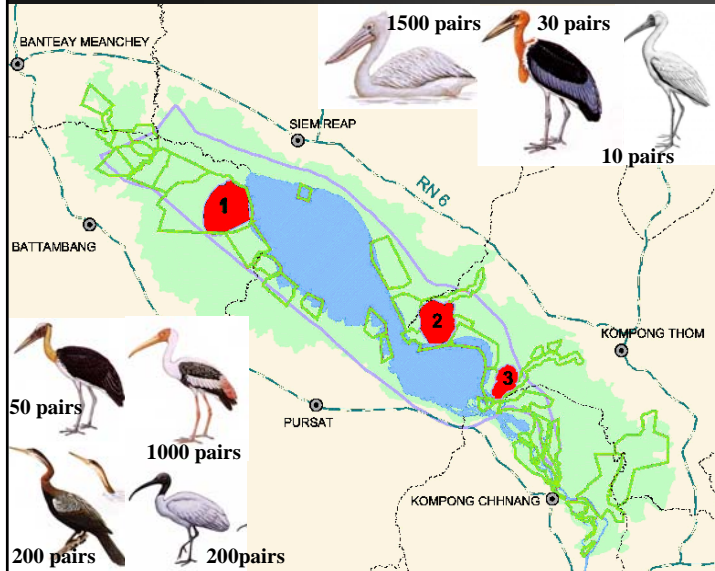 1500 pairs
30 pairs
BANTEAY MEANCHEY
SIEM REAP
10 pairs
RN 6
1
BATTAMBANG
2
KOMPONG THOM
3
50 pairs
PURSAT
1000 pairs
KOMPONG CHHNANG
200 pairs
200pairs